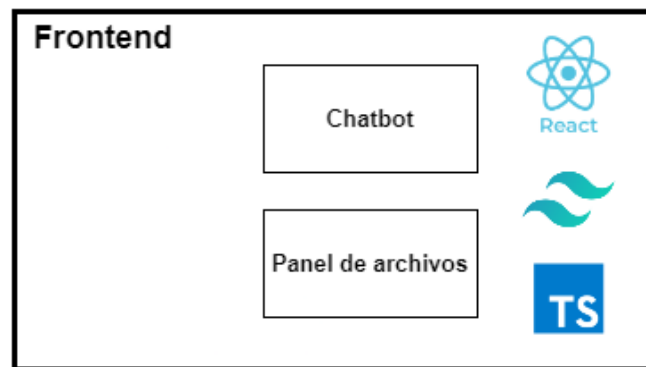 Frontend
Chatbot
React
Panel de archivos
TS